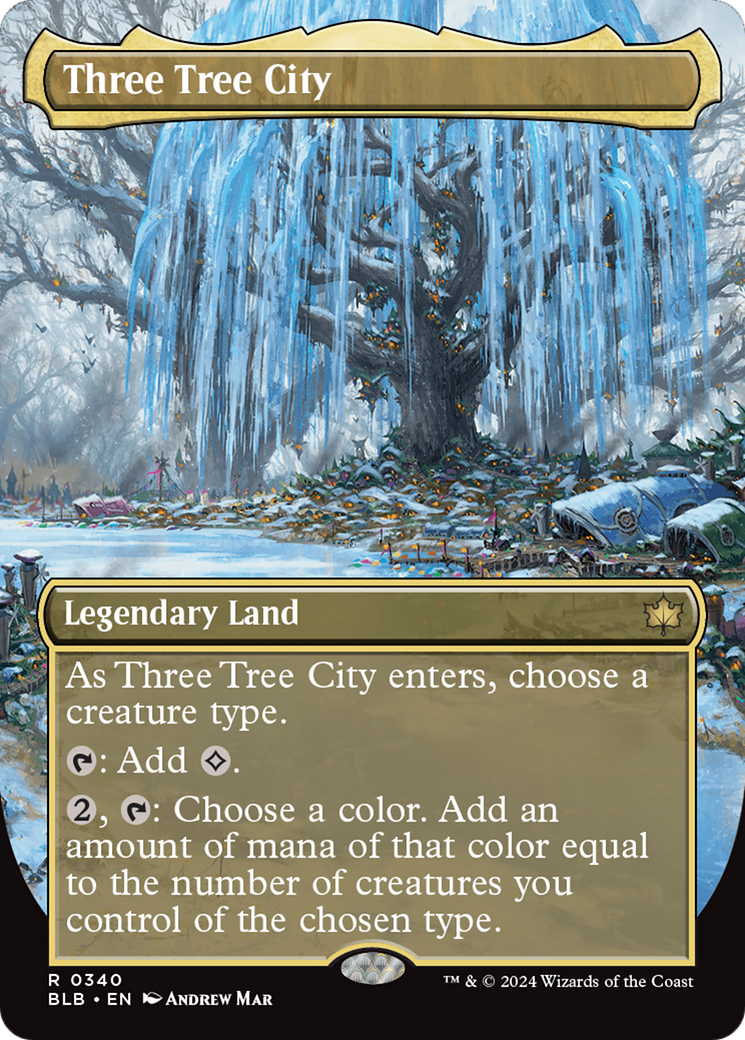 Three Tree City
Legendary Land
As Three Tree City enters, choose a
creature type.
: Add .
2, : Choose a color. Add an
amount of mana of that color equal
to the number of creatures you
control of the chosen type.
R 0340
BLB • EN Andrew Mar
™ & © 2024 Wizards of the Coast